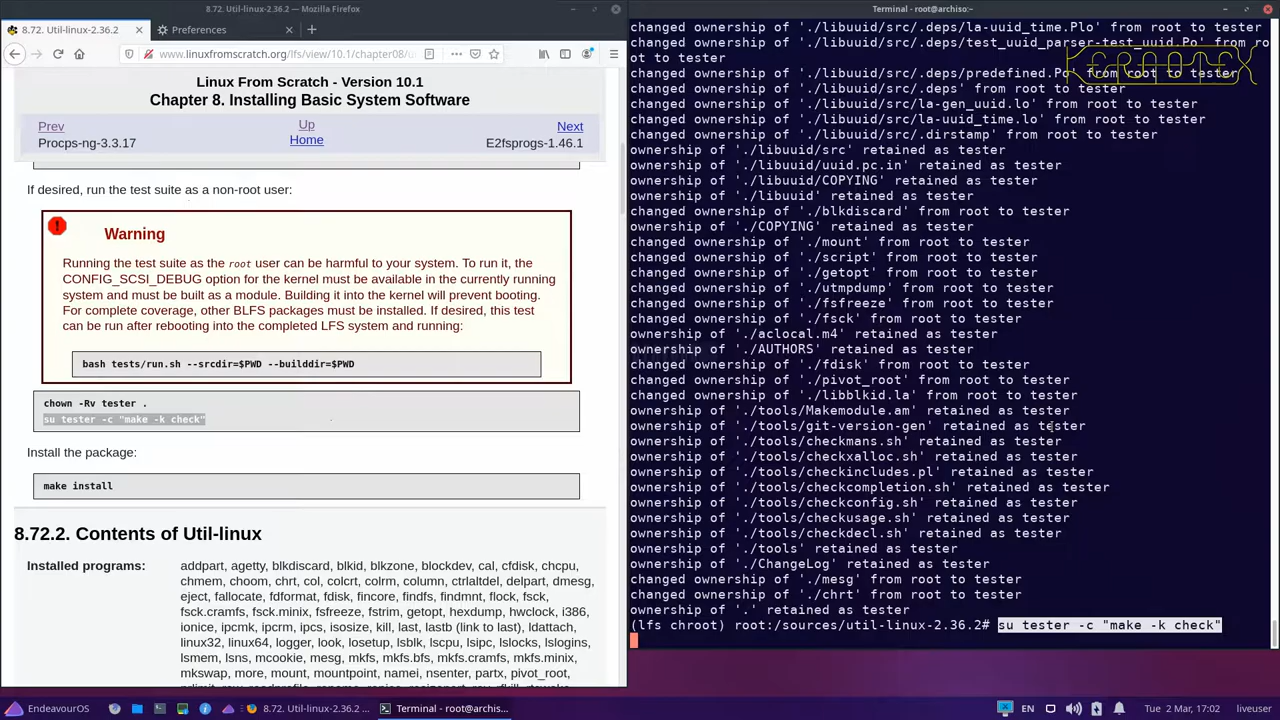 8.72. Util-linux-2.36.2 — Mozilla Firefox
8.72. Util-linux-2.36.2
Preferences
www.linuxfromscratch.org/lfs/view/10.1/chapter08/u
Linux From Scratch - Version 10.1
Chapter 8. Installing Basic System Software
Prev
Up
Next
Procps-ng-3.3.17
Home
E2fsprogs-1.46.1
If desired, run the test suite as a non-root user:
Warning
Running the test suite as the root user can be harmful to your system. To run it, the
CONFIG_SCSI_DEBUG option for the kernel must be available in the currently running
system and must be built as a module. Building it into the kernel will prevent booting.
For complete coverage, other BLFS packages must be installed. If desired, this test
can be run after rebooting into the completed LFS system and running:
bash tests/run.sh --srcdir=$PWD --builddir=$PWD
chown -Rv tester .
su tester -c "make -k check"
Install the package:
make install
8.72.2. Contents of Util-linux
Installed programs:
addpart, agetty, blkdiscard, blkid, blkzone, blockdev, cal, cfdisk, chcpu,
chmem, choom, chrt, col, colcrt, colrm, column, ctrlaltdel, delpart, dmesg,
eject, fallocate, fdformat, fdisk, fincore, findfs, findmnt, flock, fsck,
fsck.cramfs, fsck.minix, fsfreeze, fstrim, getopt, hexdump, hwclock, i386,
ionice, ipcmk, ipcrm, ipcs, isosize, kill, last, lastb (link to last), ldattach,
linux32, linux64, logger, look, losetup, lsblk, lscpu, lsipc, lslocks, lslogins,
lsmem, lsns, mcookie, mesg, mkfs, mkfs.bfs, mkfs.cramfs, mkfs.minix,
mkswap, more, mount, mountpoint, namei, nsenter, partx, pivot_root,
Terminal - root@archiso:~
changed ownership of './libuuid/src/.deps/la-uuid_time.Plo' from root to tester
changed ownership of './libuuid/src/.deps/test_uuid_parser-test_uuid.Po' from ro
ot to tester
changed ownership of './libuuid/src/.deps/predefined.Po' from root to tester
changed ownership of './libuuid/src/.deps' from root to tester
changed ownership of './libuuid/src/la-gen_uuid.lo' from root to tester
changed ownership of './libuuid/src/la-uuid_time.lo' from root to tester
changed ownership of './libuuid/src/.dirstamp' from root to tester
ownership of './libuuid/src' retained as tester
ownership of './libuuid/uuid.pc.in' retained as tester
ownership of './libuuid/COPYING' retained as tester
ownership of './libuuid' retained as tester
changed ownership of './blkdiscard' from root to tester
ownership of './COPYING' retained as tester
changed ownership of './mount' from root to tester
changed ownership of './script' from root to tester
changed ownership of './getopt' from root to tester
changed ownership of './utmpdump' from root to tester
changed ownership of './fsfreeze' from root to tester
changed ownership of './fsck' from root to tester
ownership of './aclocal.m4' retained as tester
ownership of './AUTHORS' retained as tester
changed ownership of './fdisk' from root to tester
changed ownership of './pivot_root' from root to tester
changed ownership of './libblkid.la' from root to tester
ownership of './tools/Makemodule.am' retained as tester
ownership of './tools/git-version-gen' retained as tester
ownership of './tools/checkmans.sh' retained as tester
ownership of './tools/checkxalloc.sh' retained as tester
ownership of './tools/checkincludes.pl' retained as tester
ownership of './tools/checkcompletion.sh' retained as tester
ownership of './tools/checkconfig.sh' retained as tester
ownership of './tools/checkusage.sh' retained as tester
ownership of './tools/checkdecl.sh' retained as tester
ownership of './tools' retained as tester
ownership of './ChangeLog' retained as tester
changed ownership of './mesg' from root to tester
changed ownership of './chrt' from root to tester
ownership of '.' retained as tester
(lfs chroot) root:/sources/util-linux-2.36.2# su tester -c "make -k check"
EndeavourOS
8.72. Util-linux-2.36.2 ...
Terminal - root@archiso...
EN
Tue 2 Mar, 17:02
liveuser